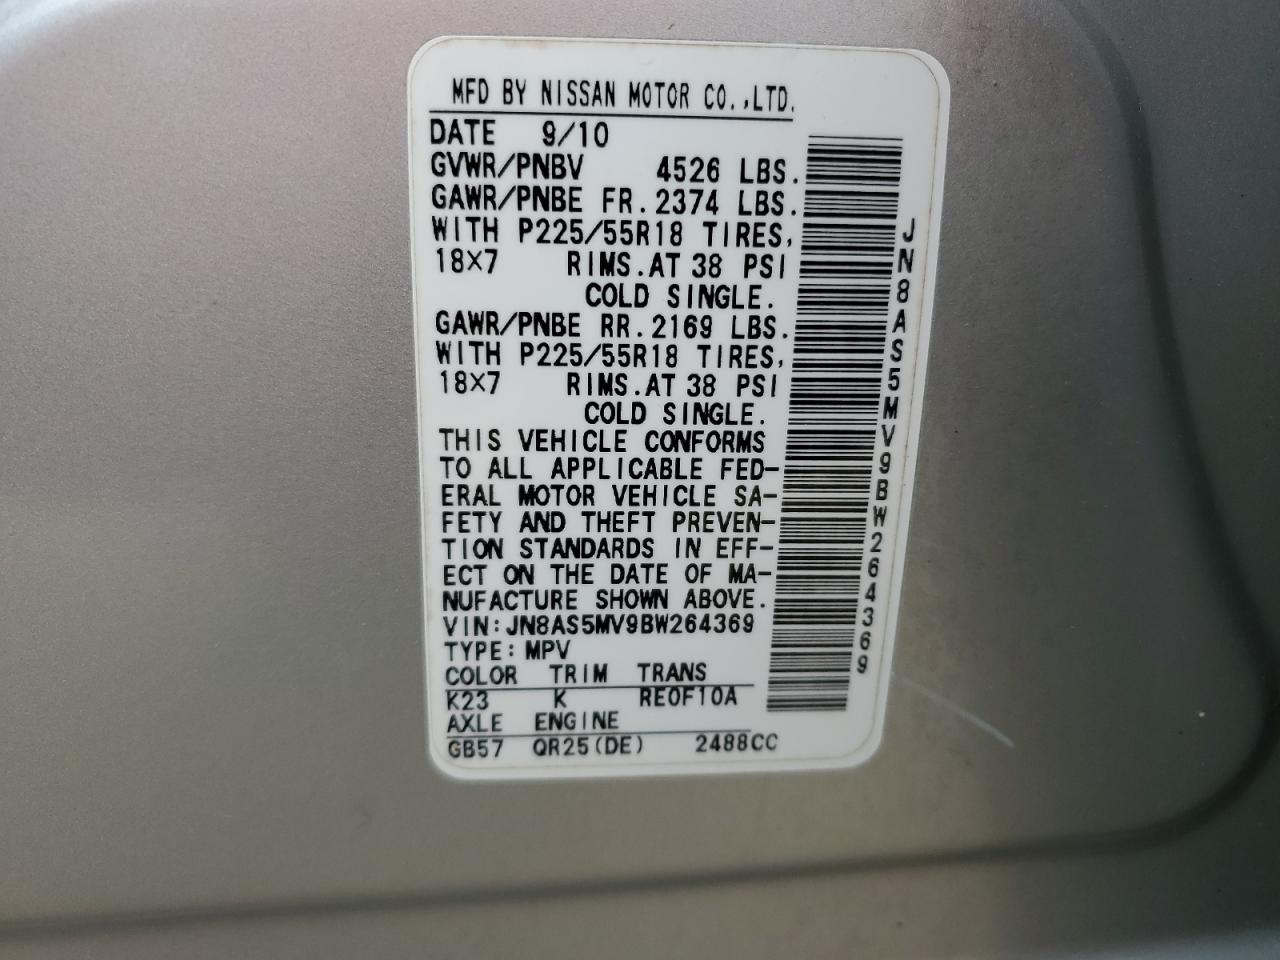 MFD BY NISSAN MOTOR CO.,LTD.
DATE 9/10
GVWR/PNBV 4526 LBS.
GAWR/PNBE FR.2374 LBS.
WITH P225/55R18 TIRES,
18×7 RIMS.AT 38 PSI
COLD SINGLE.
GAWR/PNBE RR.2169 LBS.
WITH P225/55R18 TIRES,
18×7 RIMS.AT 38 PSI
COLD SINGLE.
THIS VEHICLE CONFORMS
TO ALL APPLICABLE FED-
ERAL MOTOR VEHICLE SA-
FETY AND THEFT PREVEN-
TION STANDARDS IN EFF-
ECT ON THE DATE OF MA-
NUFACTURE SHOWN ABOVE.
VIN:JN8AS5MV9BW264369
TYPE:MPV
COLOR TRIM TRANS
K23 K RE0F10A
AXLE ENGINE
GB57 QR25(DE) 2488CC
JN8AS5MV9BW264369